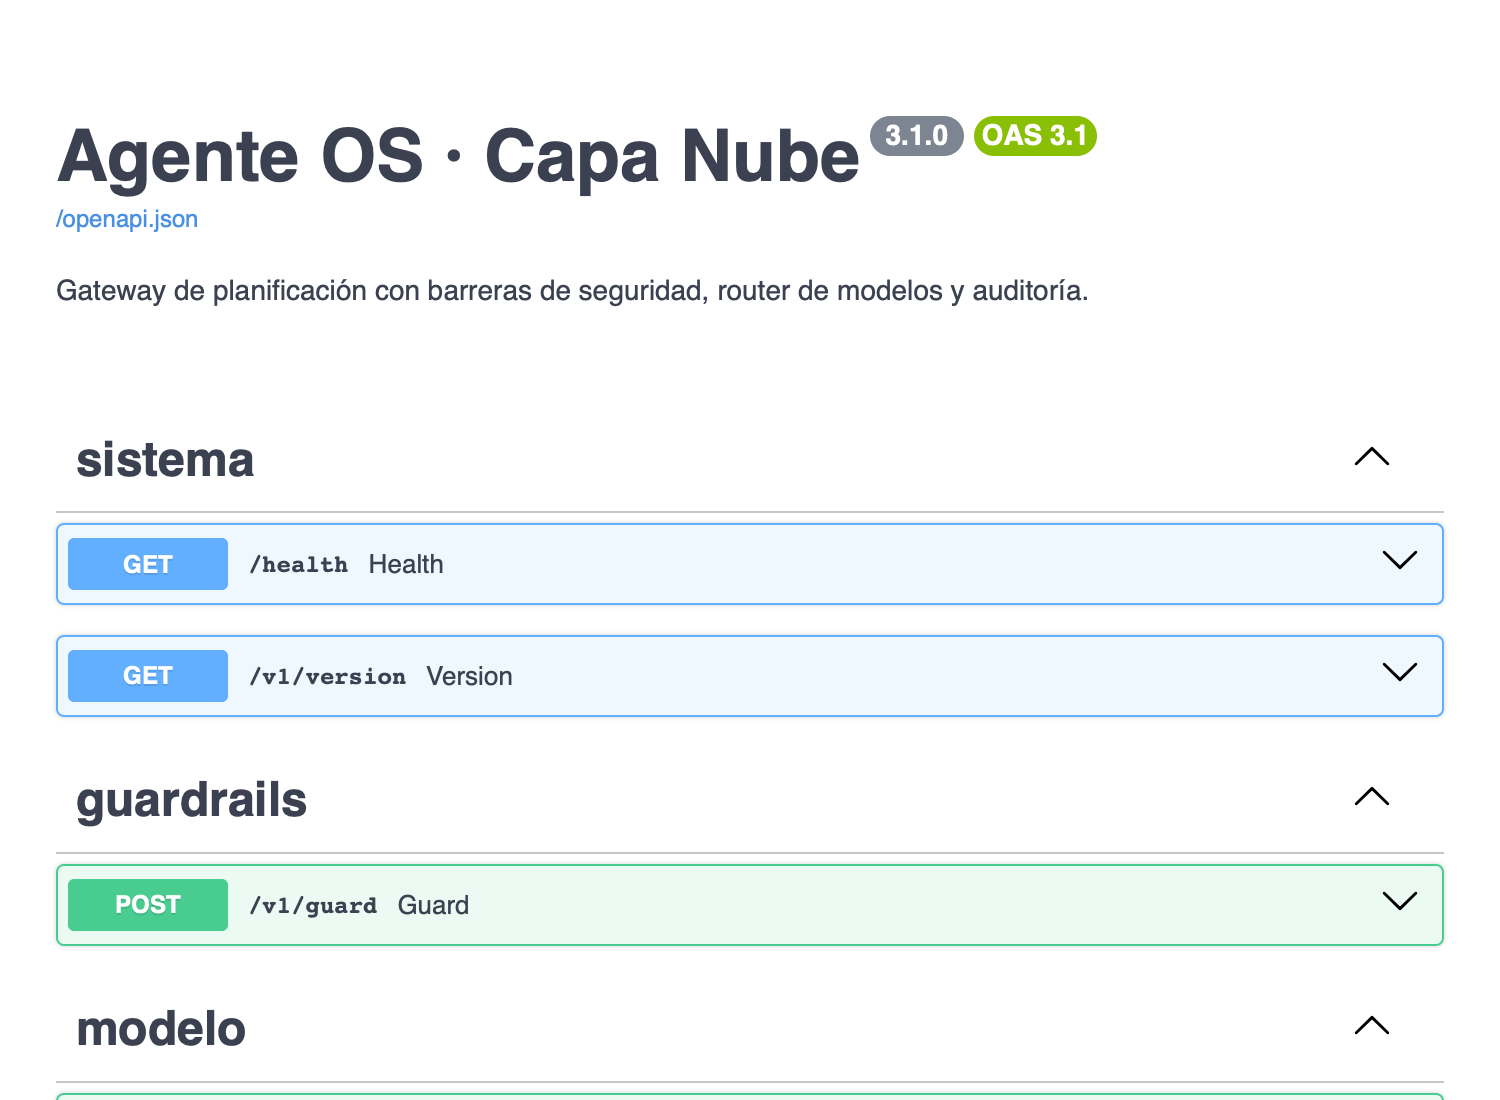 Agente OS · Capa Nube 3.1.0 OAS 3.1
/openapi.json
Gateway de planificación con barreras de seguridad, router de modelos y auditoría.
sistema
GET /health Health
GET /v1/version Version
guardrails
POST /v1/guard Guard
modelo